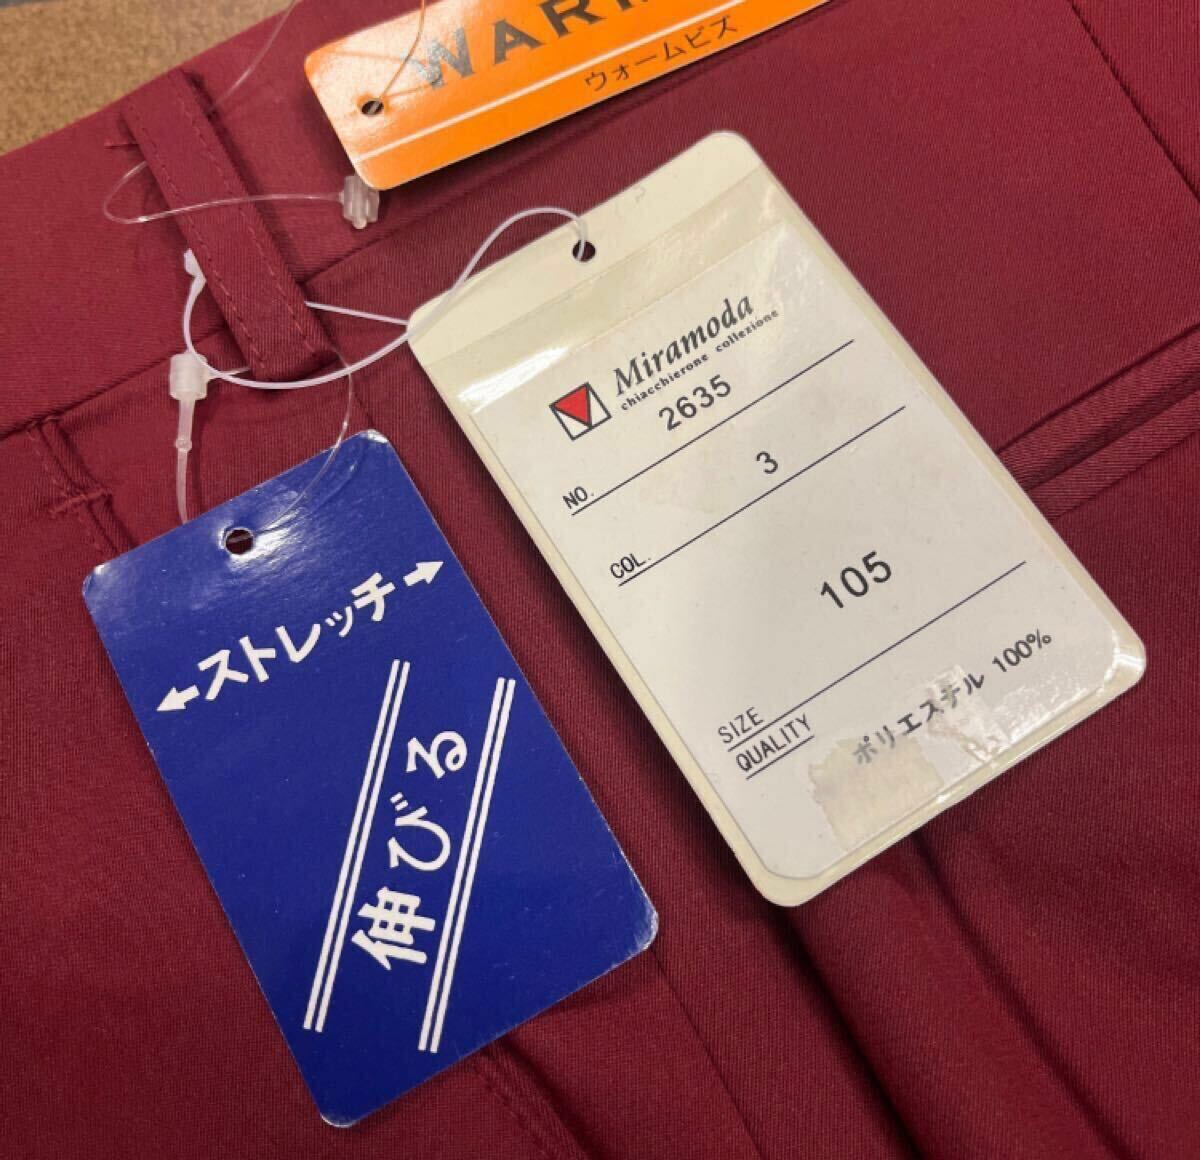 WAR
ウォームビズ
Miramoda
chiacchierone collezione
NO. 2635
COL. 3
SIZE 105
QUALITY ポリエステル 100%
←ストレッチ→
伸びる